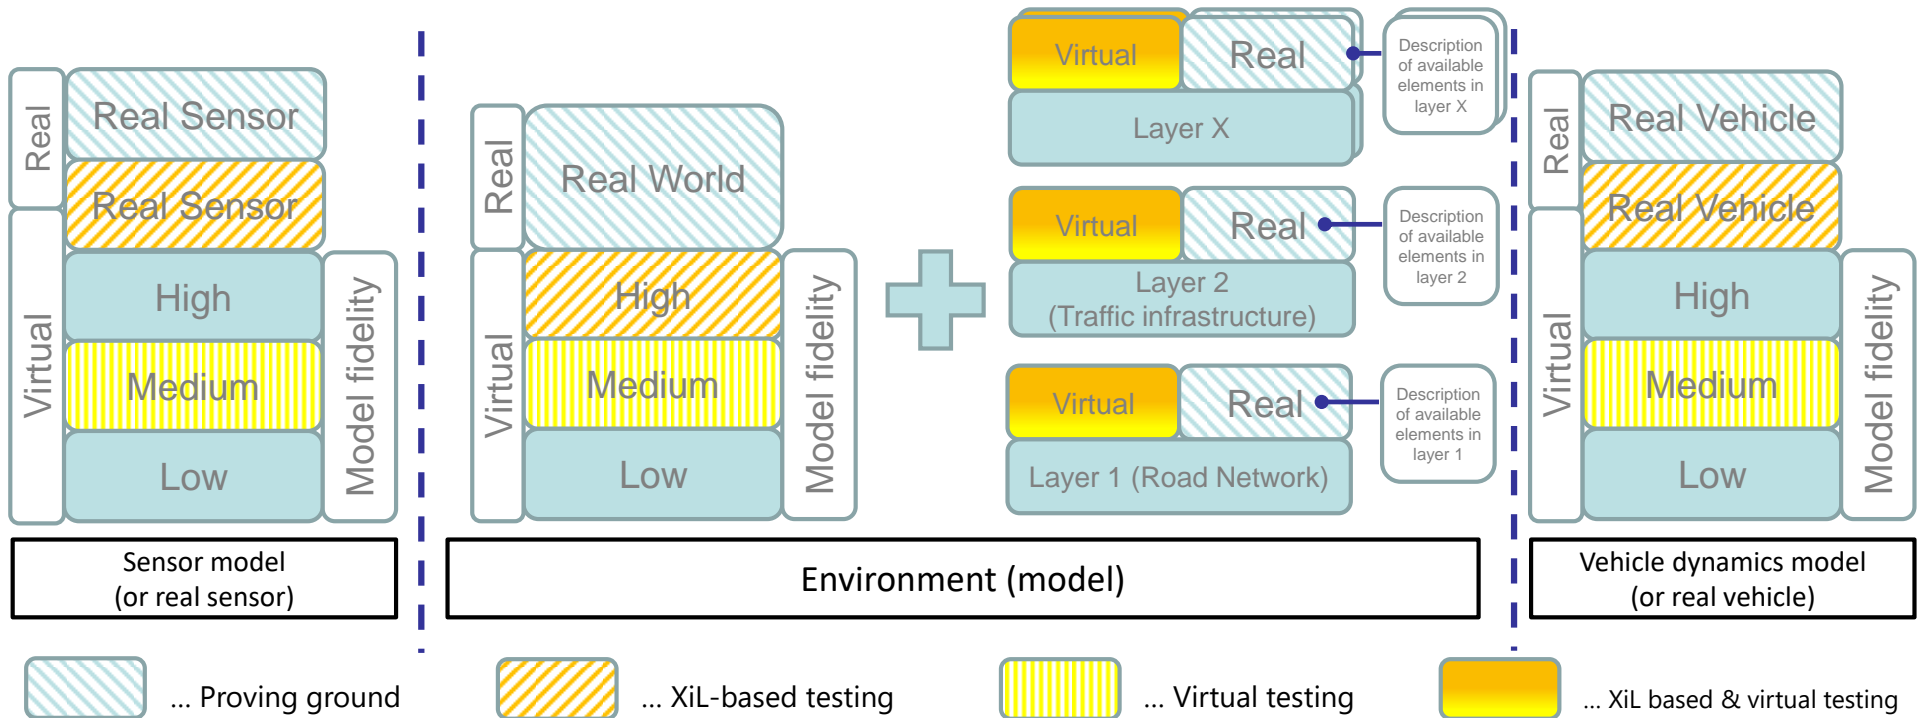 Real
Virtual
Real Sensor
Real Sensor
High
Medium
Low
Model fidelity
Sensor model
(or real sensor)
Real
Virtual
Real World
High
Medium
Low
Model fidelity
Virtual
Real
Layer X
Description
of available
elements in
layer X
Virtual
Real
Layer 2
(Traffic infrastructure)
Description
of available
elements in
layer 2
Virtual
Real
Layer 1 (Road Network)
Description
of available
elements in
layer 1
Environment (model)
Real
Virtual
Real Vehicle
Real Vehicle
High
Medium
Low
Model fidelity
Vehicle dynamics model
(or real vehicle)
... Proving ground
... XiL-based testing
... Virtual testing
... XiL based & virtual testing